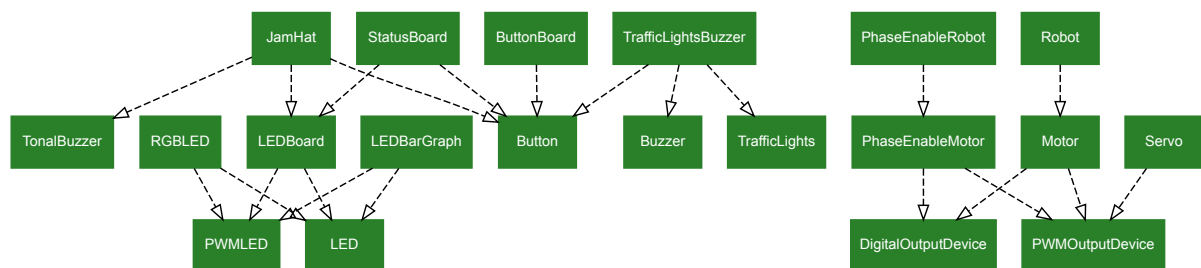 JamHat
StatusBoard
ButtonBoard
TrafficLightsBuzzer
PhaseEnableRobot
Robot
TonalBuzzer
RGBLED
LEDBoard
LEDBarGraph
Button
Buzzer
TrafficLights
PhaseEnableMotor
Motor
Servo
PWMLED
LED
DigitalOutputDevice
PWMOutputDevice